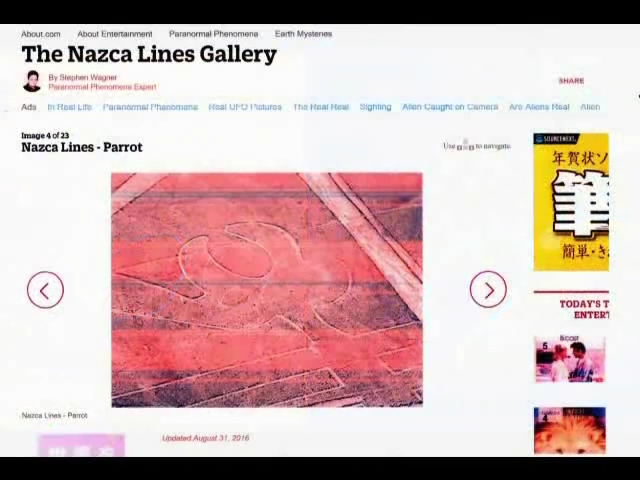 About.com About Entertainment Paranormal Phenomena Earth Mysteries
The Nazca Lines Gallery
By Stephen Wagner
Paranormal Phenomena Expert
SHARE
Ads In Real Life Paranormal Phenomena Real UFO Pictures The Real Real Sighting Alien Caught on Camera Are Aliens Real Alien
Image 4 of 23
Nazca Lines - Parrot
Use to navigate.
SOURCENEXT
年賀状ソ
筆
簡単・き
TODAY'S T
ENTERT
Nazca Lines - Parrot
Updated August 31, 2016